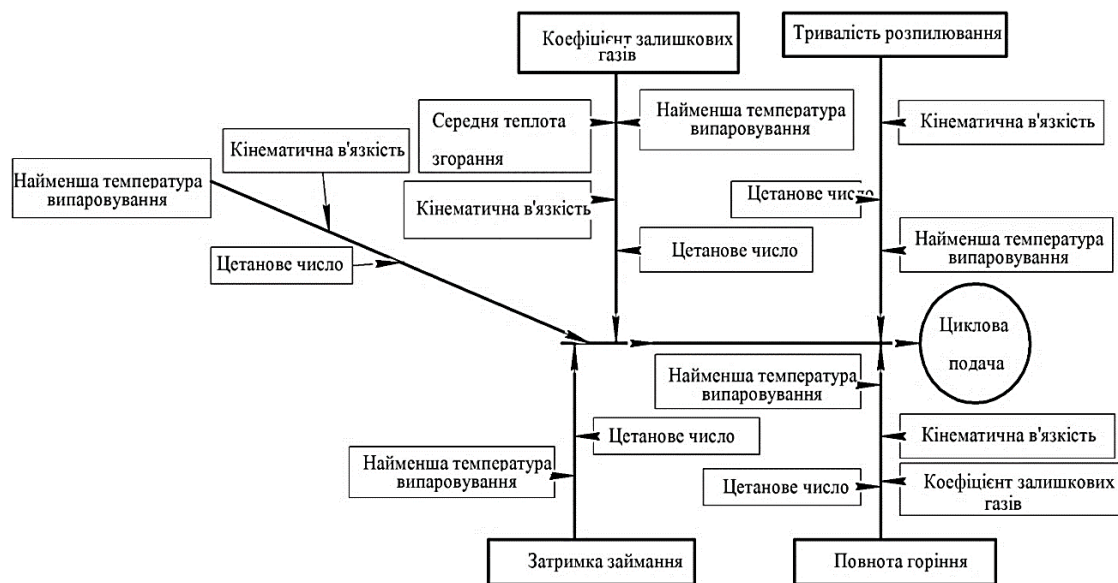 Коефіцієнт залишкових
газів
Тривалість розпилювання
Середня теплота
згорання
Найменша температура
випаровування
Кінематична в'язкість
Кінематична в'язкість
Найменша температура
випаровування
Кінематична в'язкість
Цетанове число
Цетанове число
Цетанове число
Найменша температура
випаровування
Циклова
подача
Найменша температура
випаровування
Цетанове число
Кінематична в'язкість
Найменша температура
випаровування
Цетанове число
Коефіцієнт залишкових
газів
Затримка займання
Повнота горіння